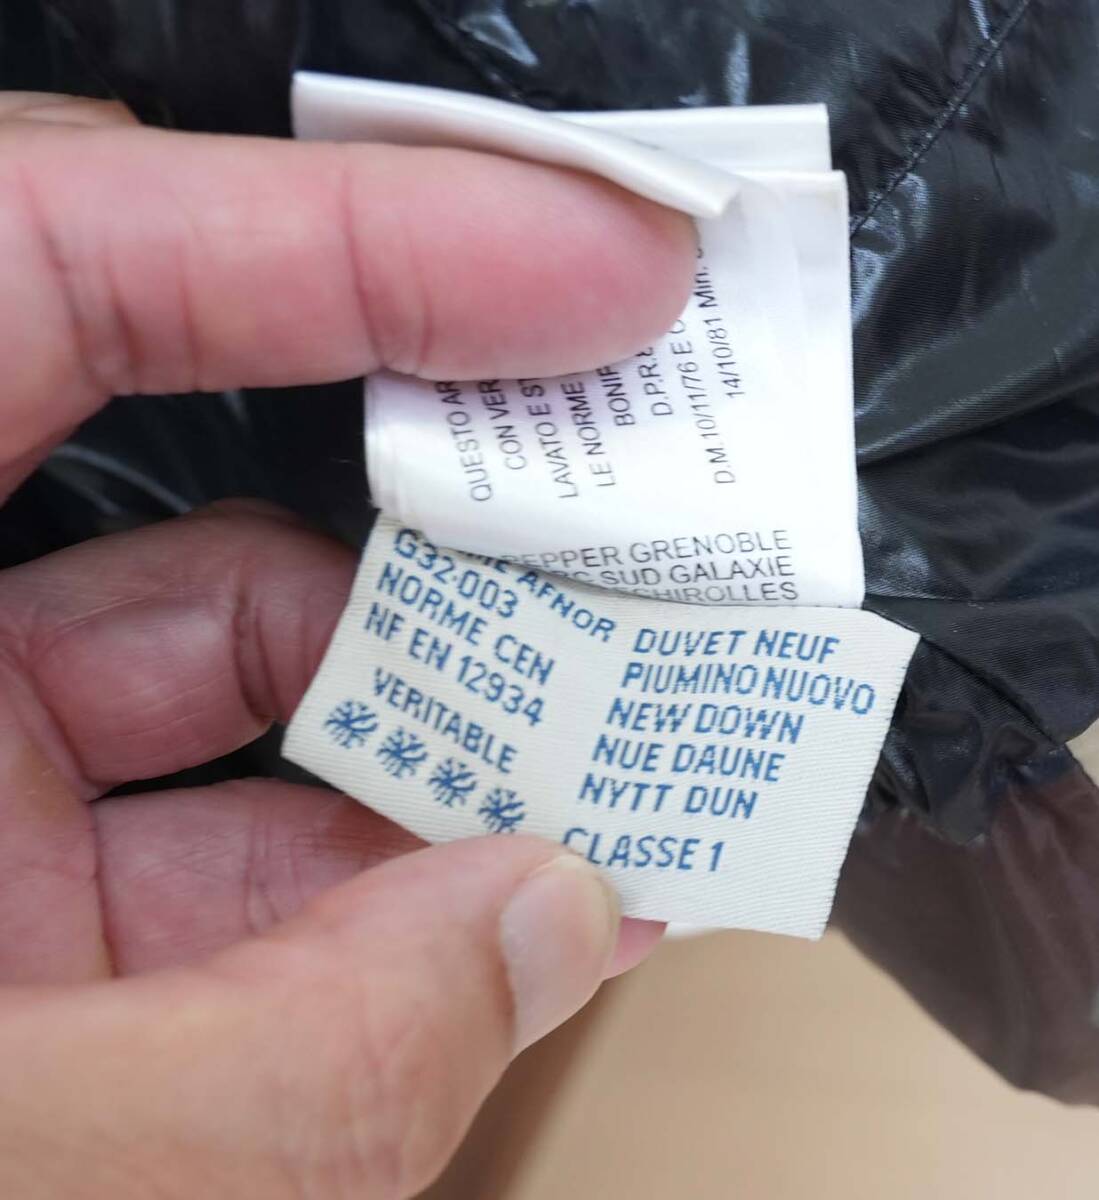 QUESTO AR
CON VER
LAVATO E ST
LE NORME
BONIF
D.P.R.
D.M.10/11/76 E
14/10/81 Min.
PEPPER GRENOBLE
SUD GALAXIE
CHIROLLES
AFNOR
G32-003
NORME CEN
NF EN 12934
VERITABLE
DUVET NEUF
PIUMINO NUOVO
NEW DOWN
NUE DAUNE
NYTT DUN
CLASSE 1